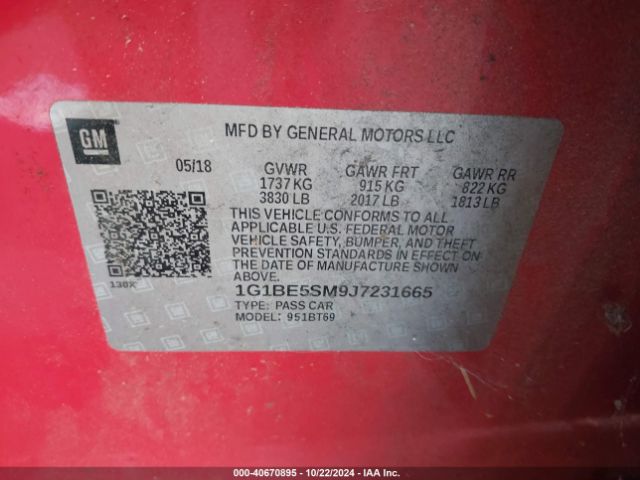 GM
MFD BY GENERAL MOTORS LLC
05/18 GVWR GAWR FRT GAWR RR
1737 KG 915 KG 822 KG
3830 LB 2017 LB 1813 LB
THIS VEHICLE CONFORMS TO ALL
APPLICABLE U.S. FEDERAL MOTOR
VEHICLE SAFETY, BUMPER, AND THEFT
PREVENTION STANDARDS IN EFFECT ON
THE DATE OF MANUFACTURE SHOWN
ABOVE.
130X
1G1BE5SM9J7231665
TYPE: PASS CAR
MODEL: 951BT69
000-40670895 - 10/22/2024 - IAA Inc.